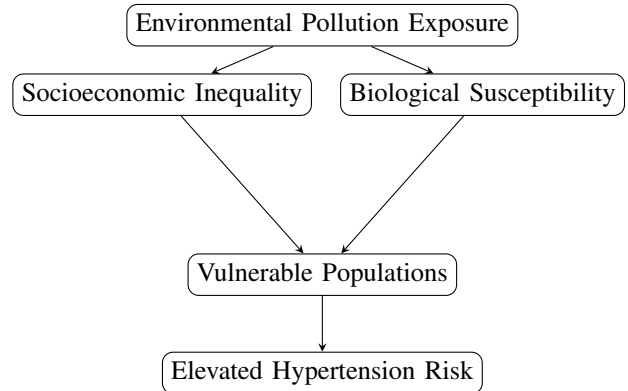 Environmental Pollution Exposure
Socioeconomic Inequality
Biological Susceptibility
Vulnerable Populations
Elevated Hypertension Risk